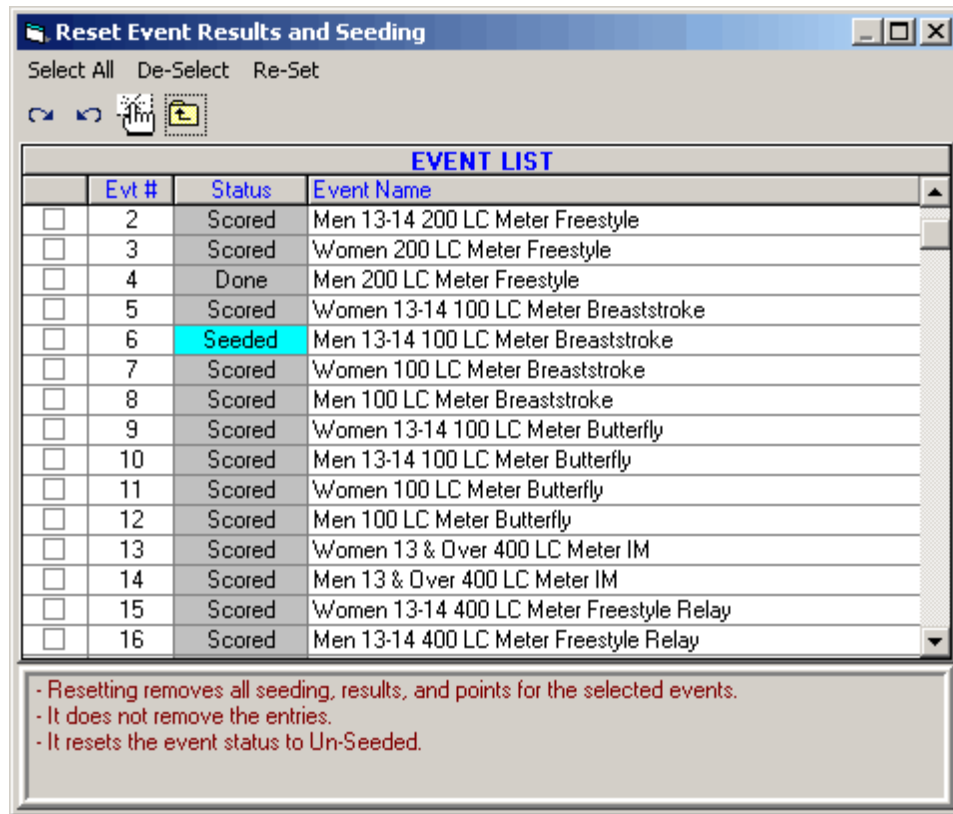 Reset Event Results and Seeding
Select All De-Select Re-Set
EVENT LIST
Evt # Status Event Name
2 Scored Men 13-14 200 LC Meter Freestyle
3 Scored Women 200 LC Meter Freestyle
4 Done Men 200 LC Meter Freestyle
5 Scored Women 13-14 100 LC Meter Breaststroke
6 Seeded Men 13-14 100 LC Meter Breaststroke
7 Scored Women 100 LC Meter Breaststroke
8 Scored Men 100 LC Meter Breaststroke
9 Scored Women 13-14 100 LC Meter Butterfly
10 Scored Men 13-14 100 LC Meter Butterfly
11 Scored Women 100 LC Meter Butterfly
12 Scored Men 100 LC Meter Butterfly
13 Scored Women 13 & Over 400 LC Meter IM
14 Scored Men 13 & Over 400 LC Meter IM
15 Scored Women 13-14 400 LC Meter Freestyle Relay
16 Scored Men 13-14 400 LC Meter Freestyle Relay
- Resetting removes all seeding, results, and points for the selected events.
- It does not remove the entries.
- It resets the event status to Un-Seeded.